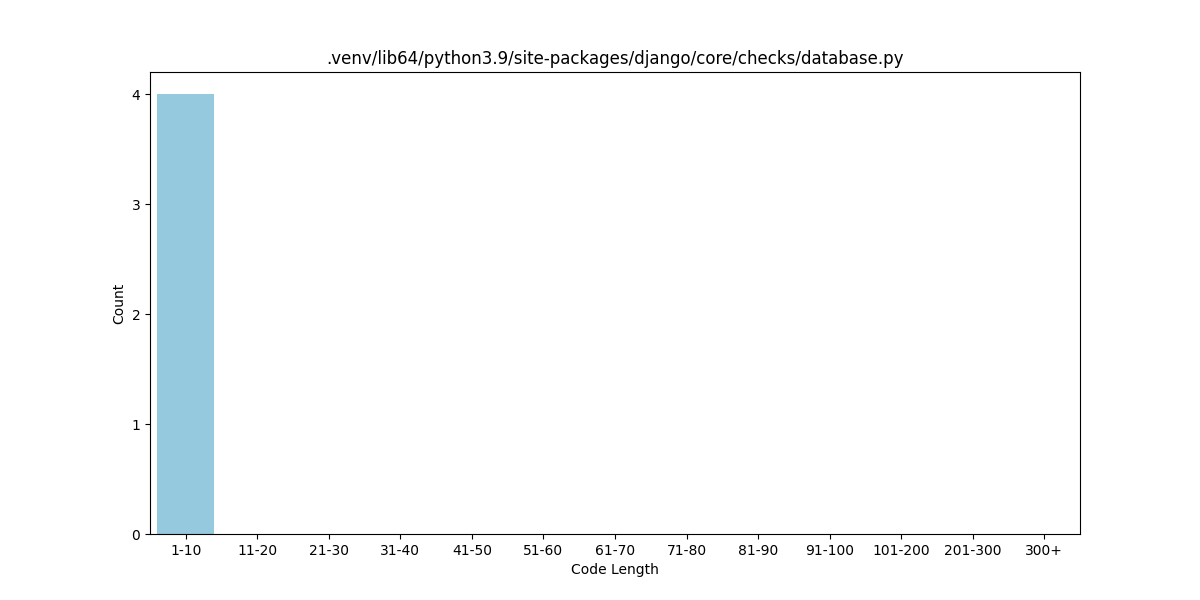 .venv/lib64/python3.9/site-packages/django/core/checks/database.py
4
3
2
1
0
Count
1-10 11-20 21-30 31-40 41-50 51-60 61-70 71-80 81-90 91-100 101-200 201-300 300+
Code Length